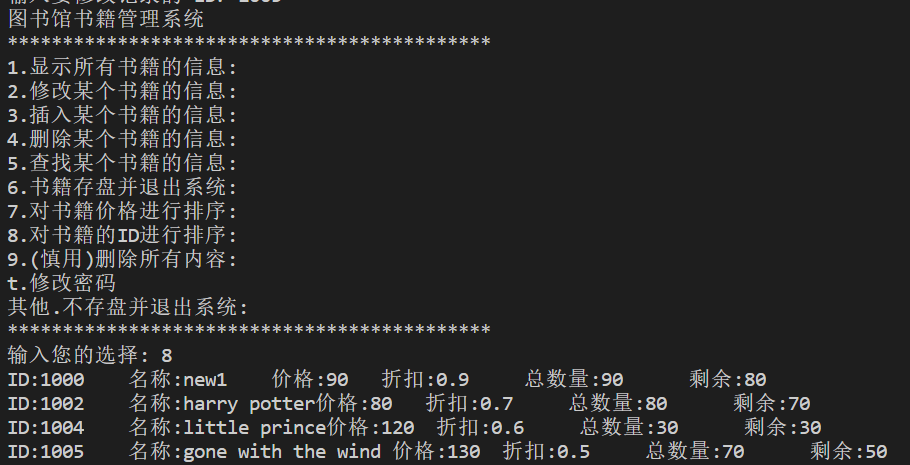 图书馆书籍管理系统
********************************************
1.显示所有书籍的信息:
2.修改某个书籍的信息:
3.插入某个书籍的信息:
4.删除某个书籍的信息:
5.查找某个书籍的信息:
6.书籍存盘并退出系统:
7.对书籍价格进行排序:
8.对书籍的ID进行排序:
9.(慎用)删除所有内容:
t.修改密码
其他.不存盘并退出系统:
********************************************
输入您的选择: 8
ID:1000 名称:new1 价格:90 折扣:0.9 总数量:90 剩余:80
ID:1002 名称:harry potter价格:80 折扣:0.7 总数量:80 剩余:70
ID:1004 名称:little prince价格:120 折扣:0.6 总数量:30 剩余:30
ID:1005 名称:gone with the wind 价格:130 折扣:0.5 总数量:70 剩余:50